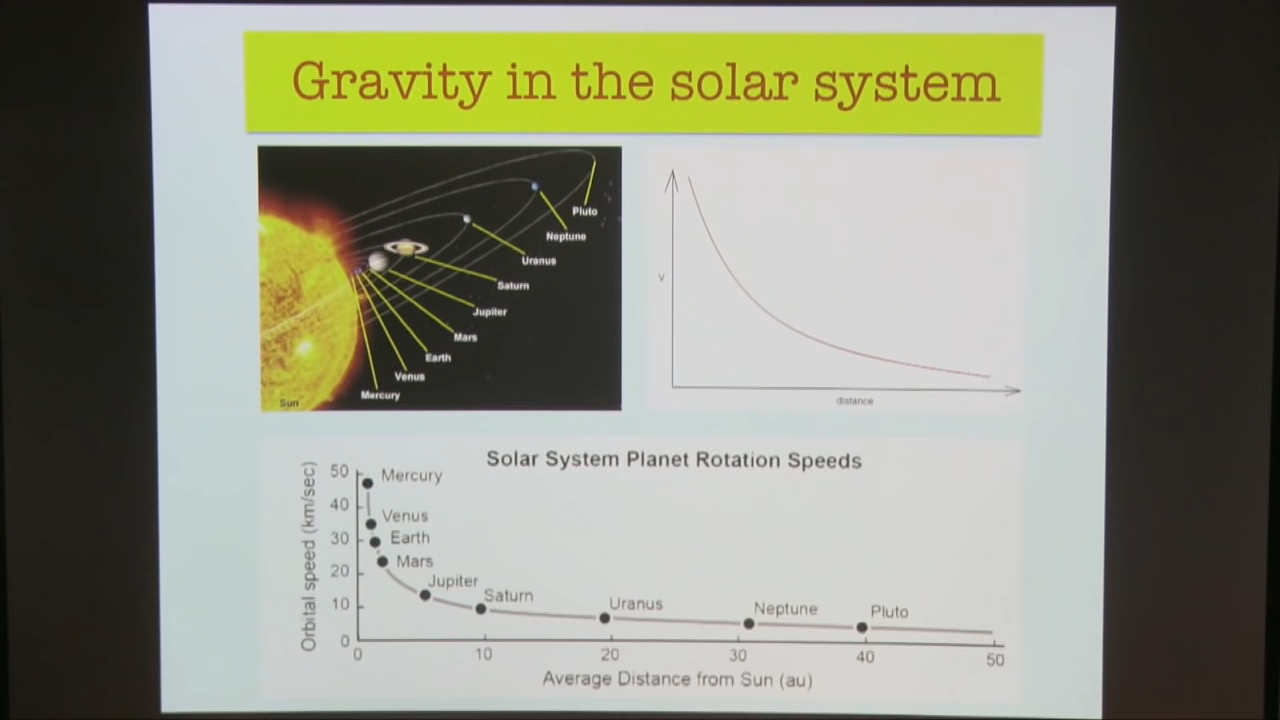 Gravity in the solar system
Pluto
Neptune
Uranus
Saturn
Jupiter
Mars
Earth
Venus
Mercury
Sun
v
distance
Solar System Planet Rotation Speeds
Orbital speed (km/sec)
50
40
30
20
10
0
Mercury
Venus
Earth
Mars
Jupiter
Saturn
Uranus
Neptune
Pluto
0
10
20
30
40
50
Average Distance from Sun (au)